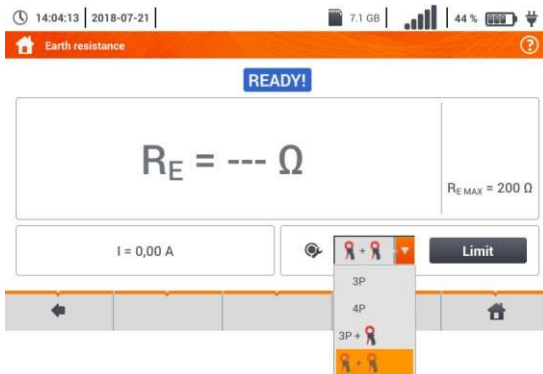 14:04:13 2018-07-21 7.1 GB 44 %
Earth resistance ?
READY!
RE = --- Ω
RE MAX = 200 Ω
I = 0,00 A + Limit
3P
4P
3P +
+